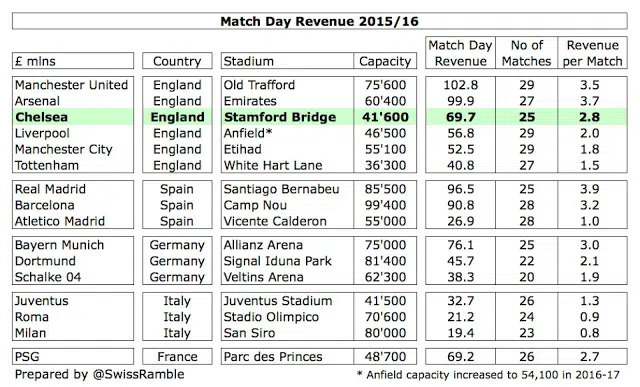 Match Day Revenue 2015/16
£ mlns Country Stadium Capacity Match Day Revenue No of Matches Revenue per Match
Manchester United England Old Trafford 75'600 102.8 29 3.5
Arsenal England Emirates 60'400 99.9 27 3.7
Chelsea England Stamford Bridge 41'600 69.7 25 2.8
Liverpool England Anfield* 46'500 56.8 29 2.0
Manchester City England Etihad 55'100 52.5 29 1.8
Tottenham England White Hart Lane 36'300 40.8 27 1.5
Real Madrid Spain Santiago Bernabeu 85'500 96.5 25 3.9
Barcelona Spain Camp Nou 99'400 90.8 28 3.2
Atletico Madrid Spain Vicente Calderon 55'000 26.9 28 1.0
Bayern Munich Germany Allianz Arena 75'000 76.1 25 3.0
Dortmund Germany Signal Iduna Park 81'400 45.7 22 2.1
Schalke 04 Germany Veltins Arena 62'300 38.3 20 1.9
Juventus Italy Juventus Stadium 41'500 32.7 26 1.3
Roma Italy Stadio Olimpico 70'600 21.2 24 0.9
Milan Italy San Siro 80'000 19.4 23 0.8
PSG France Parc des Princes 48'700 69.2 26 2.7
Prepared by @SwissRamble * Anfield capacity increased to 54,100 in 2016-17